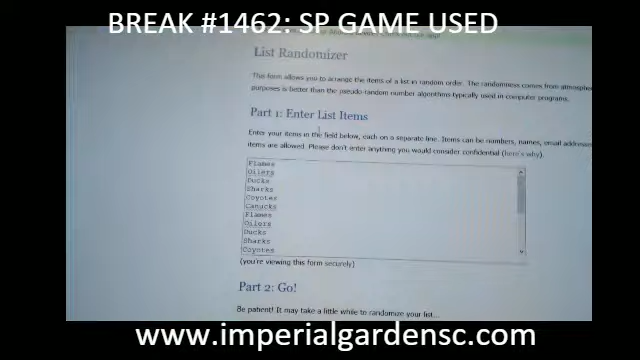 BREAK #1462: SP GAME USED
List Randomizer
This form allows you to arrange the items of a list in random order. The randomness comes from atmosphe
purposes is better than the pseudo-random number algorithms typically used in computer programs.
Part 1: Enter List Items
Enter your items in the field below, each on a separate line. Items can be numbers, names, email addresses
items are allowed. Please don't enter anything you would consider confidential (here's why).
Flames
Oilers
Ducks
Sharks
Coyotes
Canucks
Flames
Oilers
Ducks
Sharks
Coyotes
(you're viewing this form securely)
Part 2: Go!
Be patient! It may take a little while to randomize your list...
www.imperialgardensc.com